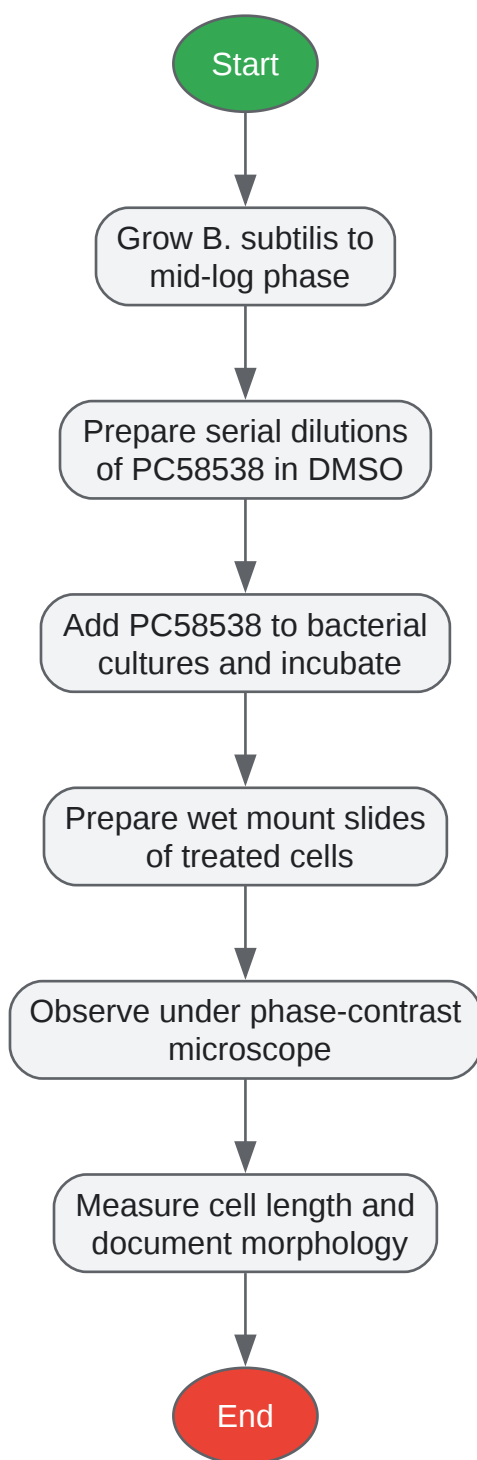 Start
Grow B. subtilis to
mid-log phase
Prepare serial dilutions
of PC58538 in DMSO
Add PC58538 to bacterial
cultures and incubate
Prepare wet mount slides
of treated cells
Observe under phase-contrast
microscope
Measure cell length and
document morphology
End